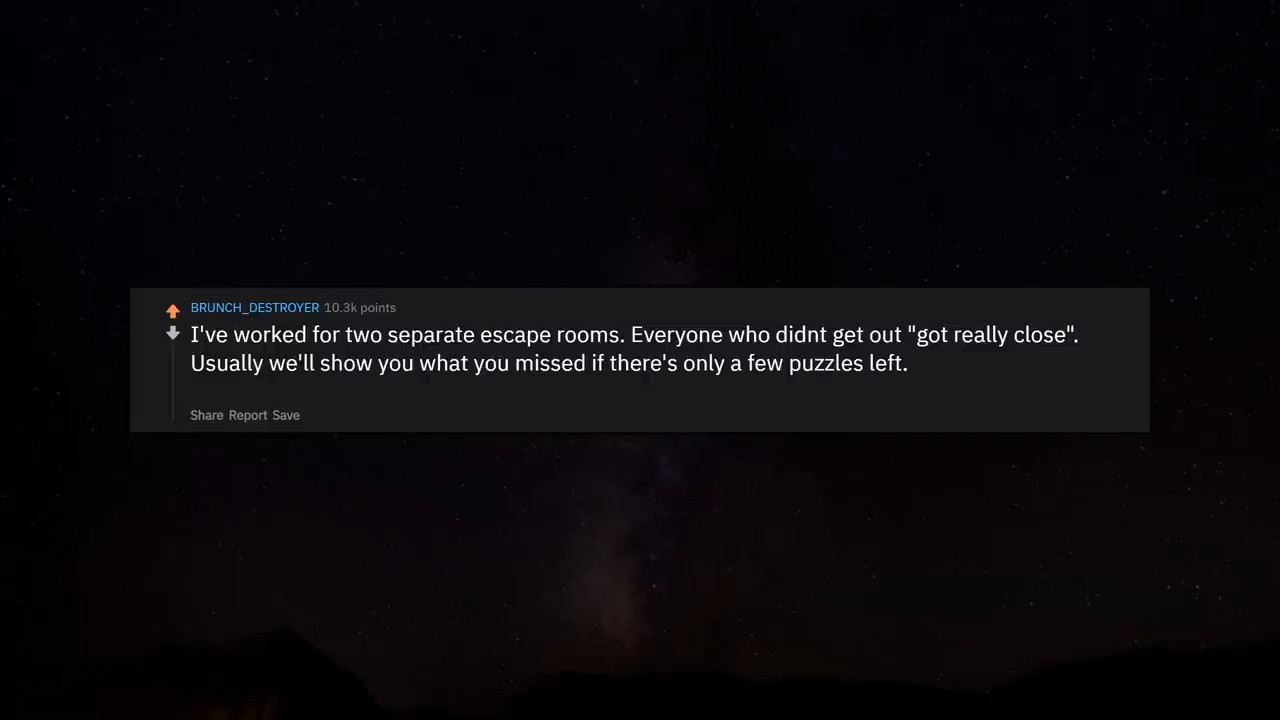 BRUNCH_DESTROYER 10.3k points
I've worked for two separate escape rooms. Everyone who didnt get out "got really close".
Usually we'll show you what you missed if there's only a few puzzles left.
Share Report Save